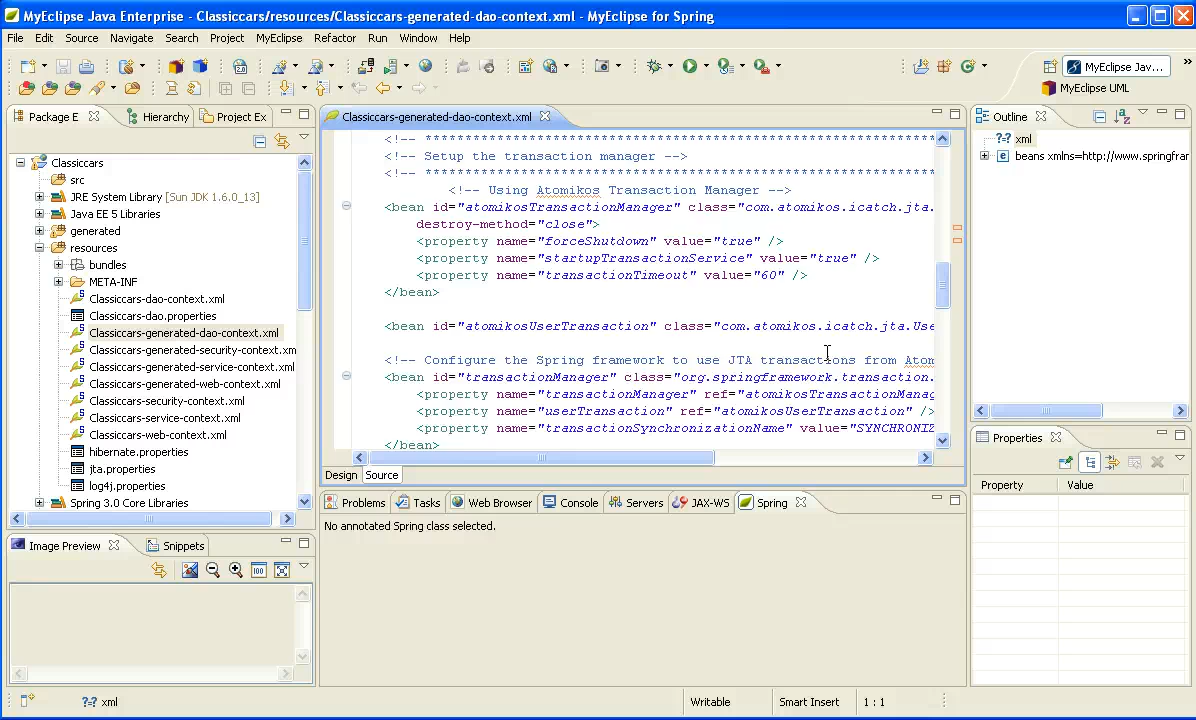 MyEclipse Java Enterprise - Classiccars/resources/Classiccars-generated-dao-context.xml - MyEclipse for Spring
File Edit Source Navigate Search Project MyEclipse Refactor Run Window Help
MyEclipse Jav...
MyEclipse UML
Package E
Hierarchy
Project Ex
Classiccars
src
JRE System Library [Sun JDK 1.6.0_13]
Java EE 5 Libraries
generated
resources
bundles
META-INF
Classiccars-dao-context.xml
Classiccars-dao.properties
Classiccars-generated-dao-context.xml
Classiccars-generated-security-context.xm
Classiccars-generated-service-context.xml
Classiccars-generated-web-context.xml
Classiccars-security-context.xml
Classiccars-service-context.xml
Classiccars-web-context.xml
hibernate.properties
jta.properties
log4j.properties
Spring 3.0 Core Libraries
Image Preview
Snippets
100
Classiccars-generated-dao-context.xml
<!-- ************************************************
<!-- Setup the transaction manager -->
<!-- ************************************************
<!-- Using Atomikos Transaction Manager -->
<bean id="atomikosTransactionManager" class="com.atomikos.icatch.jta.
destroy-method="close">
<property name="forceShutdown" value="true" />
<property name="startupTransactionService" value="true" />
<property name="transactionTimeout" value="60" />
</bean>
<bean id="atomikosUserTransaction" class="com.atomikos.icatch.jta.Use
<!-- Configure the Spring framework to use JTA transactions from Atom
<bean id="transactionManager" class="org.springframework.transaction.
<property name="transactionManager" ref="atomikosTransactionManag
<property name="userTransaction" ref="atomikosUserTransaction" />
<property name="transactionSynchronizationName" value="SYNCHRONIZ
</bean>
Design Source
Problems Tasks Web Browser Console Servers JAX-WS Spring
No annotated Spring class selected.
Outline
?=? xml
beans xmlns=http://www.springfrar
Properties
Property Value
?=? xml
Writable
Smart Insert
1 : 1